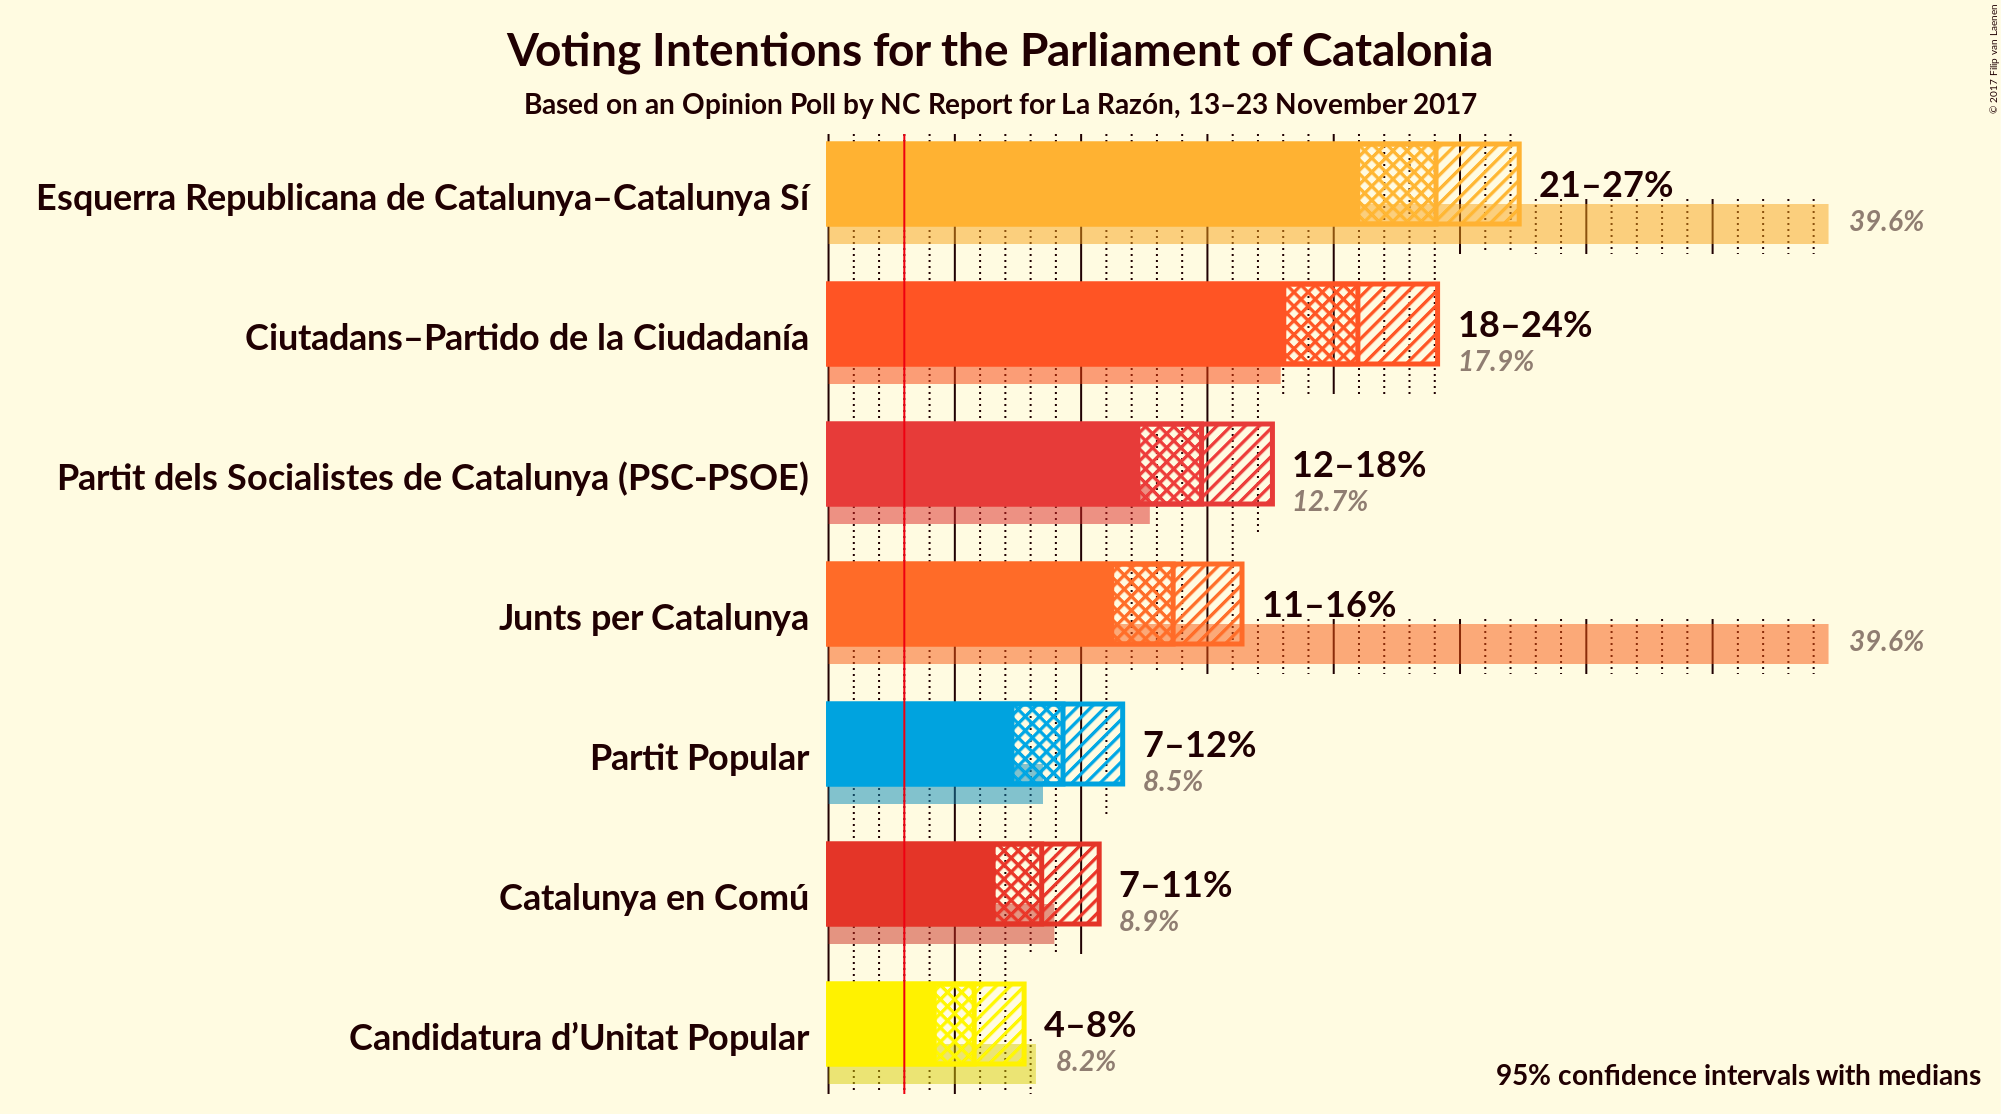 Voting Intentions for the Parliament of Catalonia
Based on an Opinion Poll by NC Report for La Razón, 13–23 November 2017
© 2017 Filip van Laenen
Esquerra Republicana de Catalunya–Catalunya Sí
21–27%
39.6%
Ciutadans–Partido de la Ciudadanía
18–24%
17.9%
Partit dels Socialistes de Catalunya (PSC-PSOE)
12–18%
12.7%
Junts per Catalunya
11–16%
39.6%
Partit Popular
7–12%
8.5%
Catalunya en Comú
7–11%
8.9%
Candidatura d’Unitat Popular
4–8%
8.2%
95% confidence intervals with medians